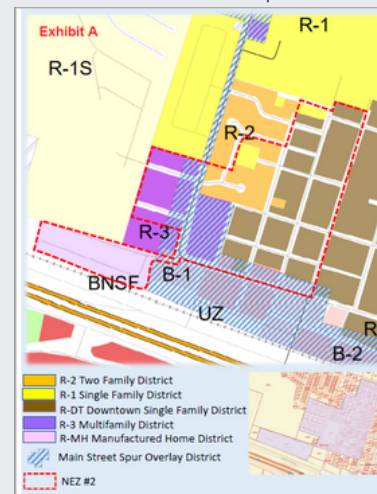 Exhibit A
R-1
R-1S
R-2
R-3
B-1
BNSF
UZ
R
B-2
R-2 Two Family District
R-1 Single Family District
R-DT Downtown Single Family District
R-3 Multifamily District
R-MH Manufactured Home District
Main Street Spur Overlay District
NEZ #2